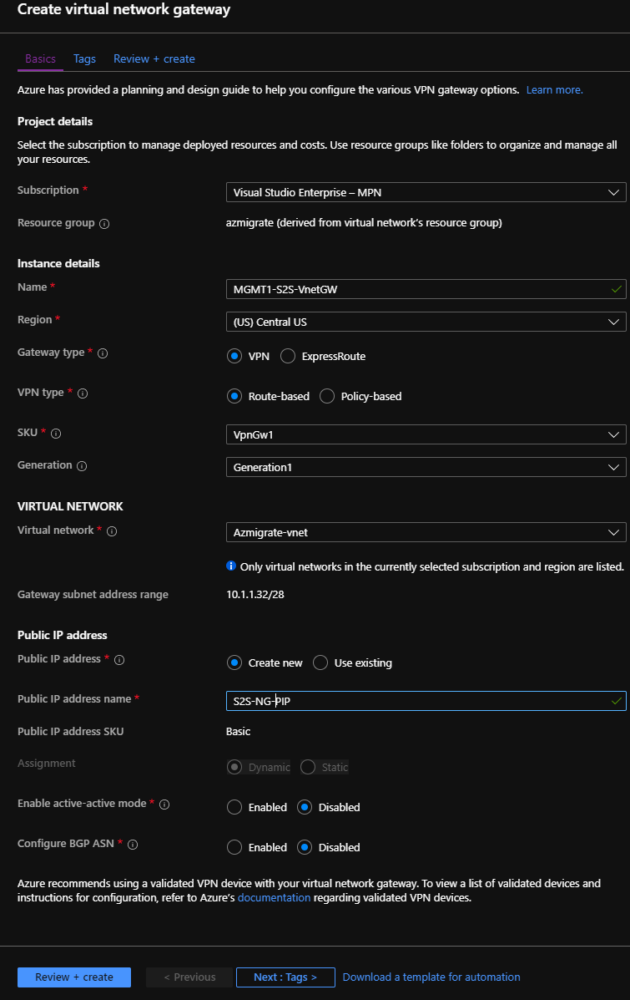 Create virtual network gateway
Basics Tags Review + create
Azure has provided a planning and design guide to help you configure the various VPN gateway options. Learn more.
Project details
Select the subscription to manage deployed resources and costs. Use resource groups like folders to organize and manage all
your resources.
Subscription * Visual Studio Enterprise – MPN
Resource group azmigrate (derived from virtual network's resource group)
Instance details
Name * MGMT1-S2S-VnetGW
Region * (US) Central US
Gateway type * VPN ExpressRoute
VPN type * Route-based Policy-based
SKU * VpnGw1
Generation Generation1
VIRTUAL NETWORK
Virtual network * Azmigrate-vnet
Only virtual networks in the currently selected subscription and region are listed.
Gateway subnet address range 10.1.1.32/28
Public IP address
Public IP address * Create new Use existing
Public IP address name * S2S-NG-PIP
Public IP address SKU Basic
Assignment Dynamic Static
Enable active-active mode * Enabled Disabled
Configure BGP ASN * Enabled Disabled
Azure recommends using a validated VPN device with your virtual network gateway. To view a list of validated devices and
instructions for configuration, refer to Azure's documentation regarding validated VPN devices.
Review + create < Previous Next : Tags > Download a template for automation